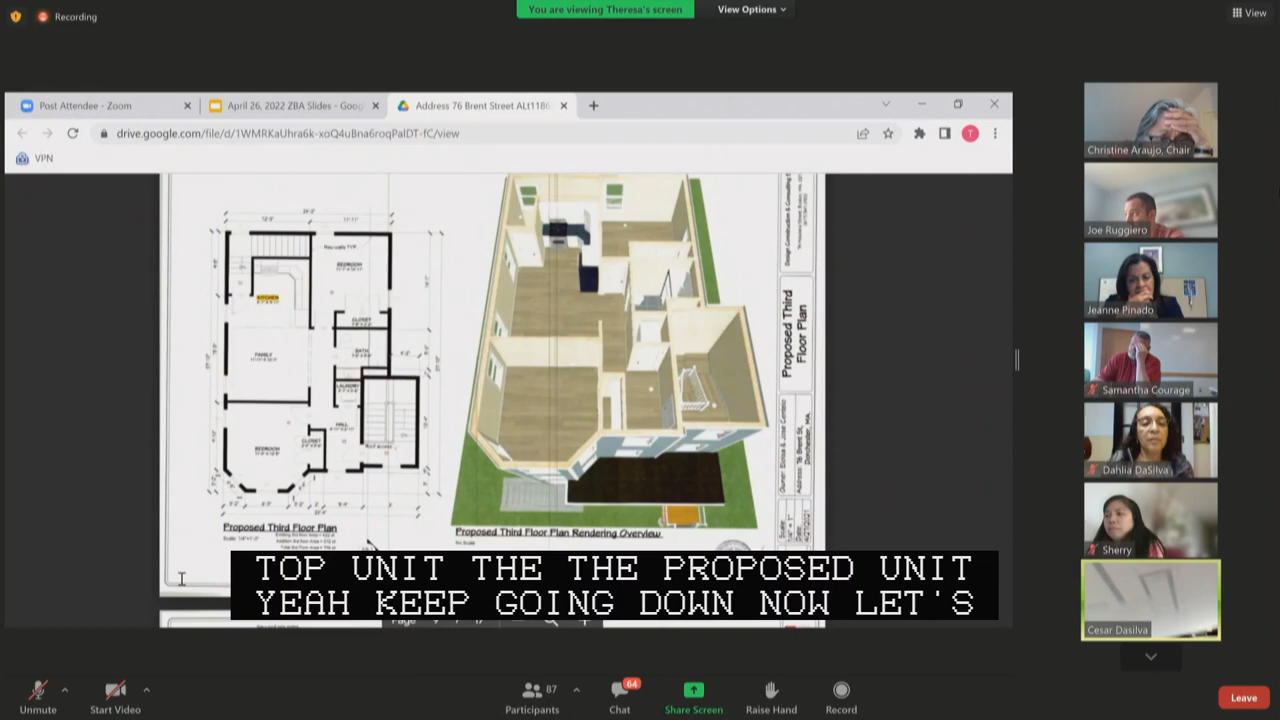 Recording
You are viewing Theresa's screen
View Options
View
Post Attendee - Zoom
April 26, 2022 ZBA Slides - Goog
Address 76 Brent Street ALt1186
drive.google.com/file/d/1WMRKaUhra6k-xoQ4uBna6roqPaIDT-fC/view
T
VPN
BEDROOM
KITCHEN
CLOSET
FAMILY
BATH
LAUNDRY
HALL
BEDROOM
CLOSET
Proposed Third Floor Plan
Proposed Third Floor Plan Rendering Overview
Proposed Third
Floor Plan
TOP UNIT THE THE PROPOSED UNIT
YEAH KEEP GOING DOWN NOW LET'S
Page
Christine Araujo, Chair
Joe Ruggiero
Jeanne Pinado
Samantha Courage
Dahlia DaSilva
Sherry
Cesar Dasilva
Unmute
Start Video
87
Participants
64
Chat
Share Screen
Raise Hand
Record
Leave